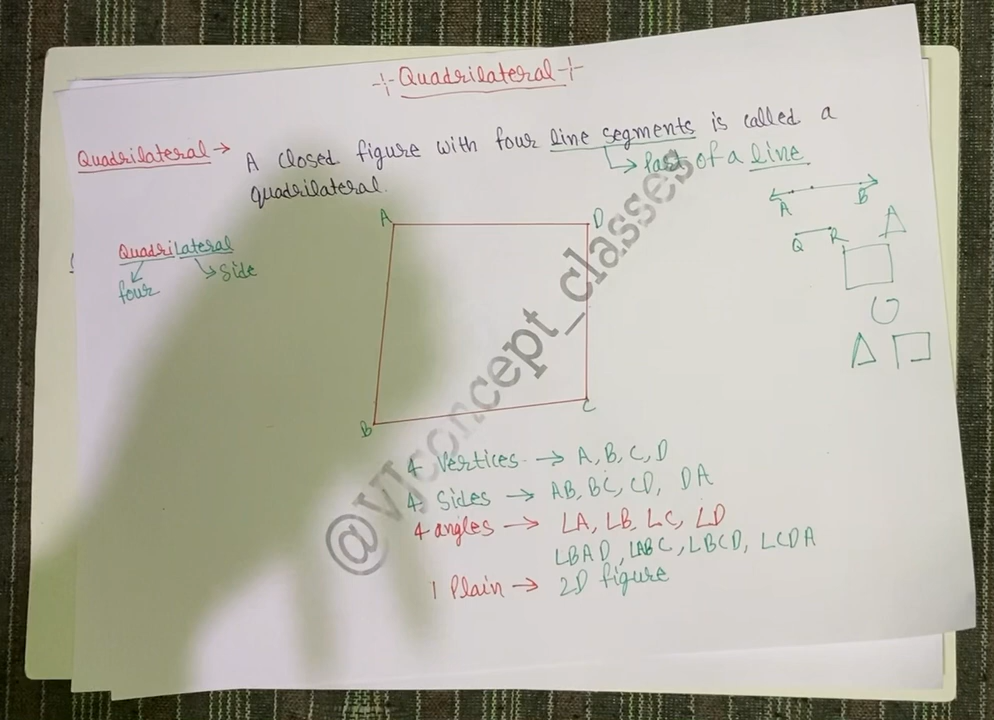 Quadrilateral
Quadrilateral → A closed figure with four line segments is called a
quadrilateral.
↳ Part of a line
A B
Q R
Quadrilateral
four
Side
A D
B C
4 Vertices → A, B, C, D
4 Sides → AB, BC, CD, DA
4 angles → ∠A, ∠B, ∠C, ∠D
∠BAD, ∠ABC, ∠BCD, ∠CDA
1 Plain → 2D figure
@VJconcept_classes